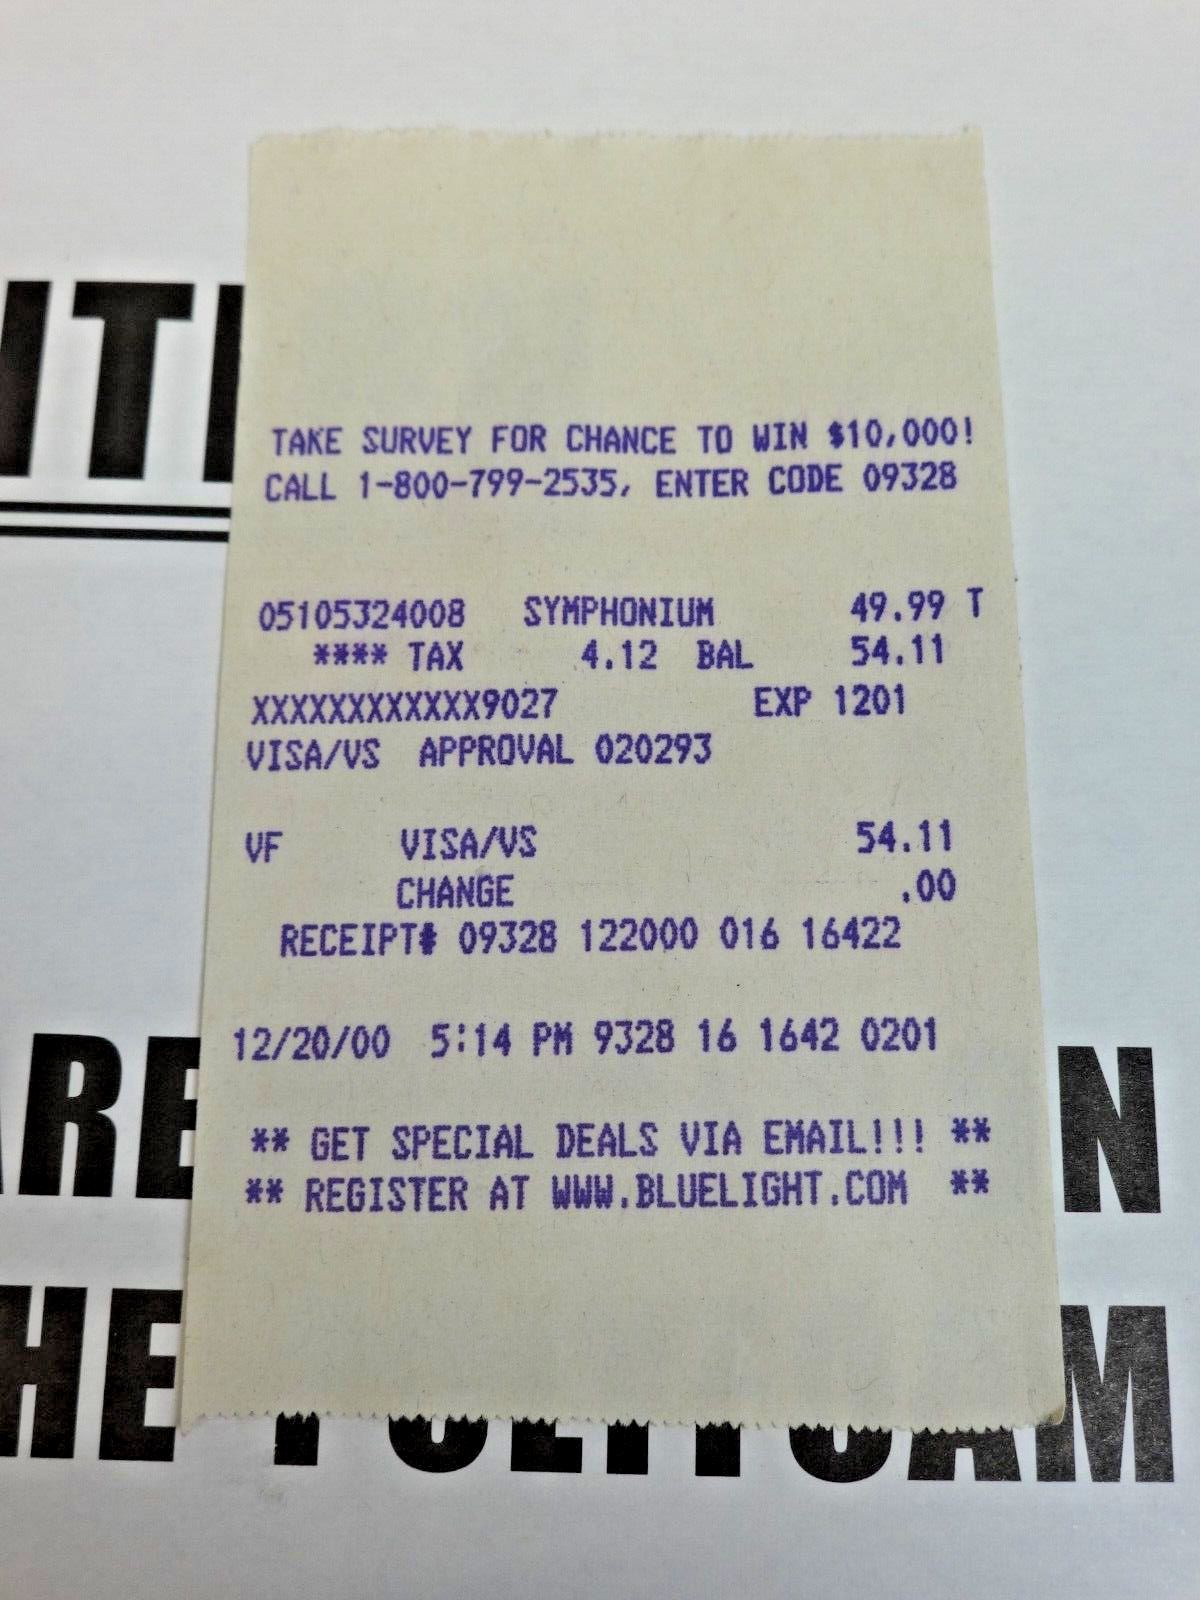 TAKE SURVEY FOR CHANCE TO WIN $10,000!
CALL 1-800-799-2535, ENTER CODE 09328
05105324008 SYMPHONIUM 49.99 T
**** TAX 4.12 BAL 54.11
XXXXXXXXXXXX9027 EXP 1201
VISA/VS APPROVAL 020293
VF VISA/VS 54.11
CHANGE .00
RECEIPT# 09328 122000 016 16422
12/20/00 5:14 PM 9328 16 1642 0201
** GET SPECIAL DEALS VIA EMAIL!!! **
** REGISTER AT WWW.BLUELIGHT.COM **